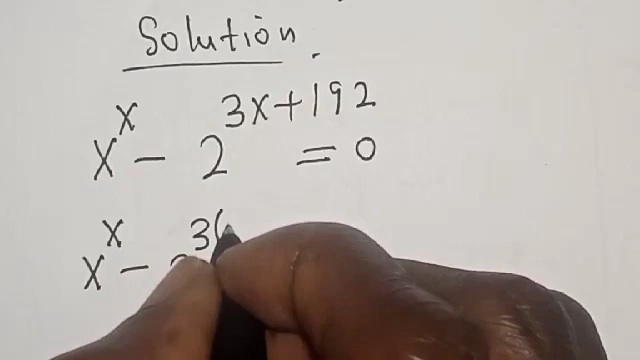 Solution.
x^x - 2^{3x+192} = 0
x^x - 2^{3(